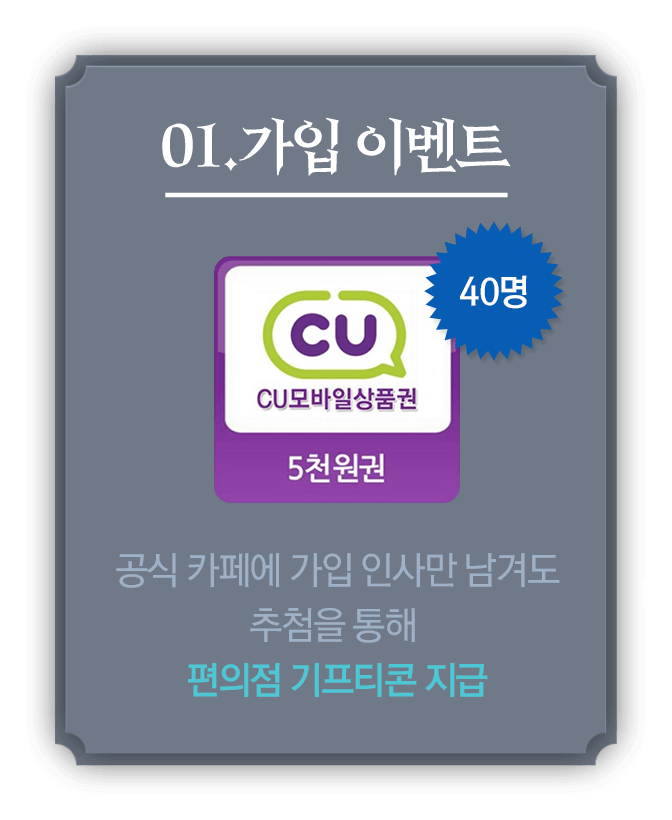 01.가입 이벤트
40명
CU
CU모바일상품권
5천원권
공식 카페에 가입 인사만 남겨도
추첨을 통해
편의점 기프티콘 지급